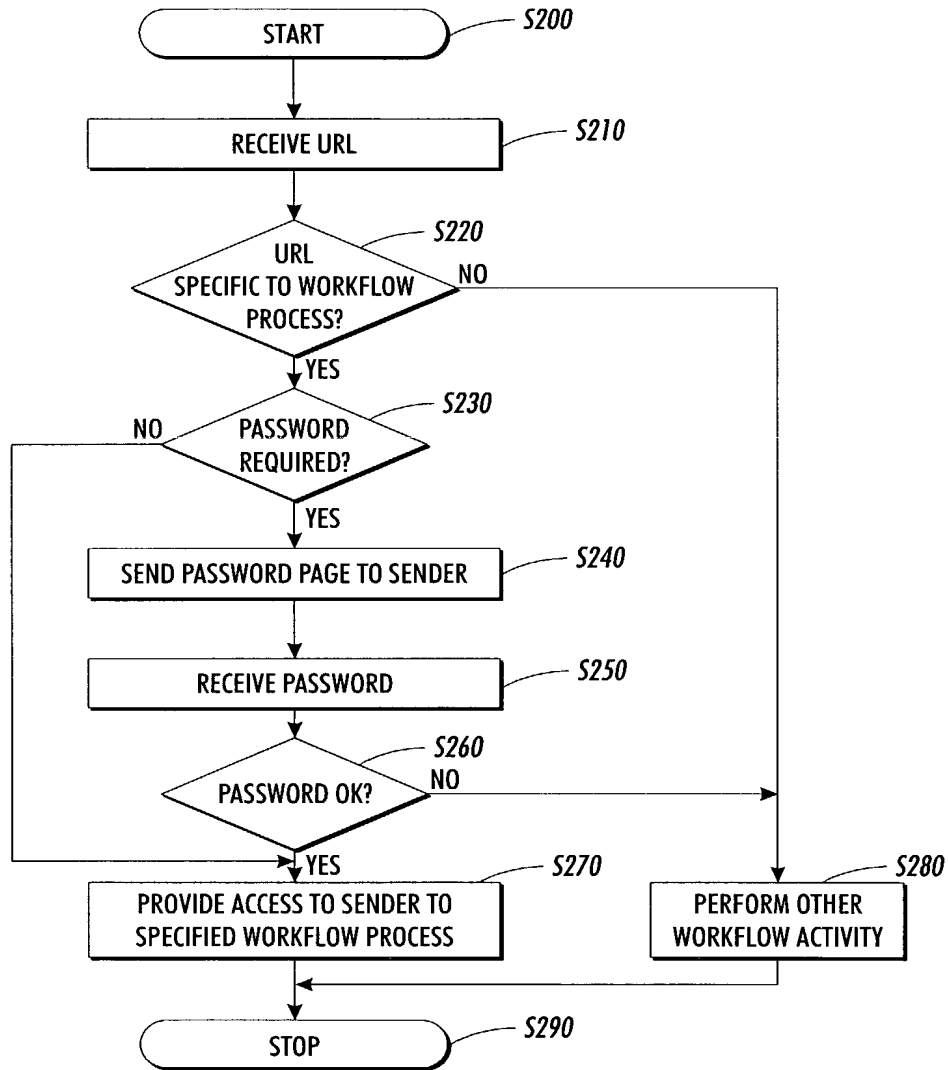 START
S200
RECEIVE URL
S210
S220
URL
SPECIFIC TO WORKFLOW
PROCESS?
NO
YES
S230
NO
PASSWORD
REQUIRED?
YES
S240
SEND PASSWORD PAGE TO SENDER
S250
RECEIVE PASSWORD
S260
PASSWORD OK?
NO
YES
S270
S280
PROVIDE ACCESS TO SENDER TO
SPECIFIED WORKFLOW PROCESS
PERFORM OTHER
WORKFLOW ACTIVITY
STOP
S290